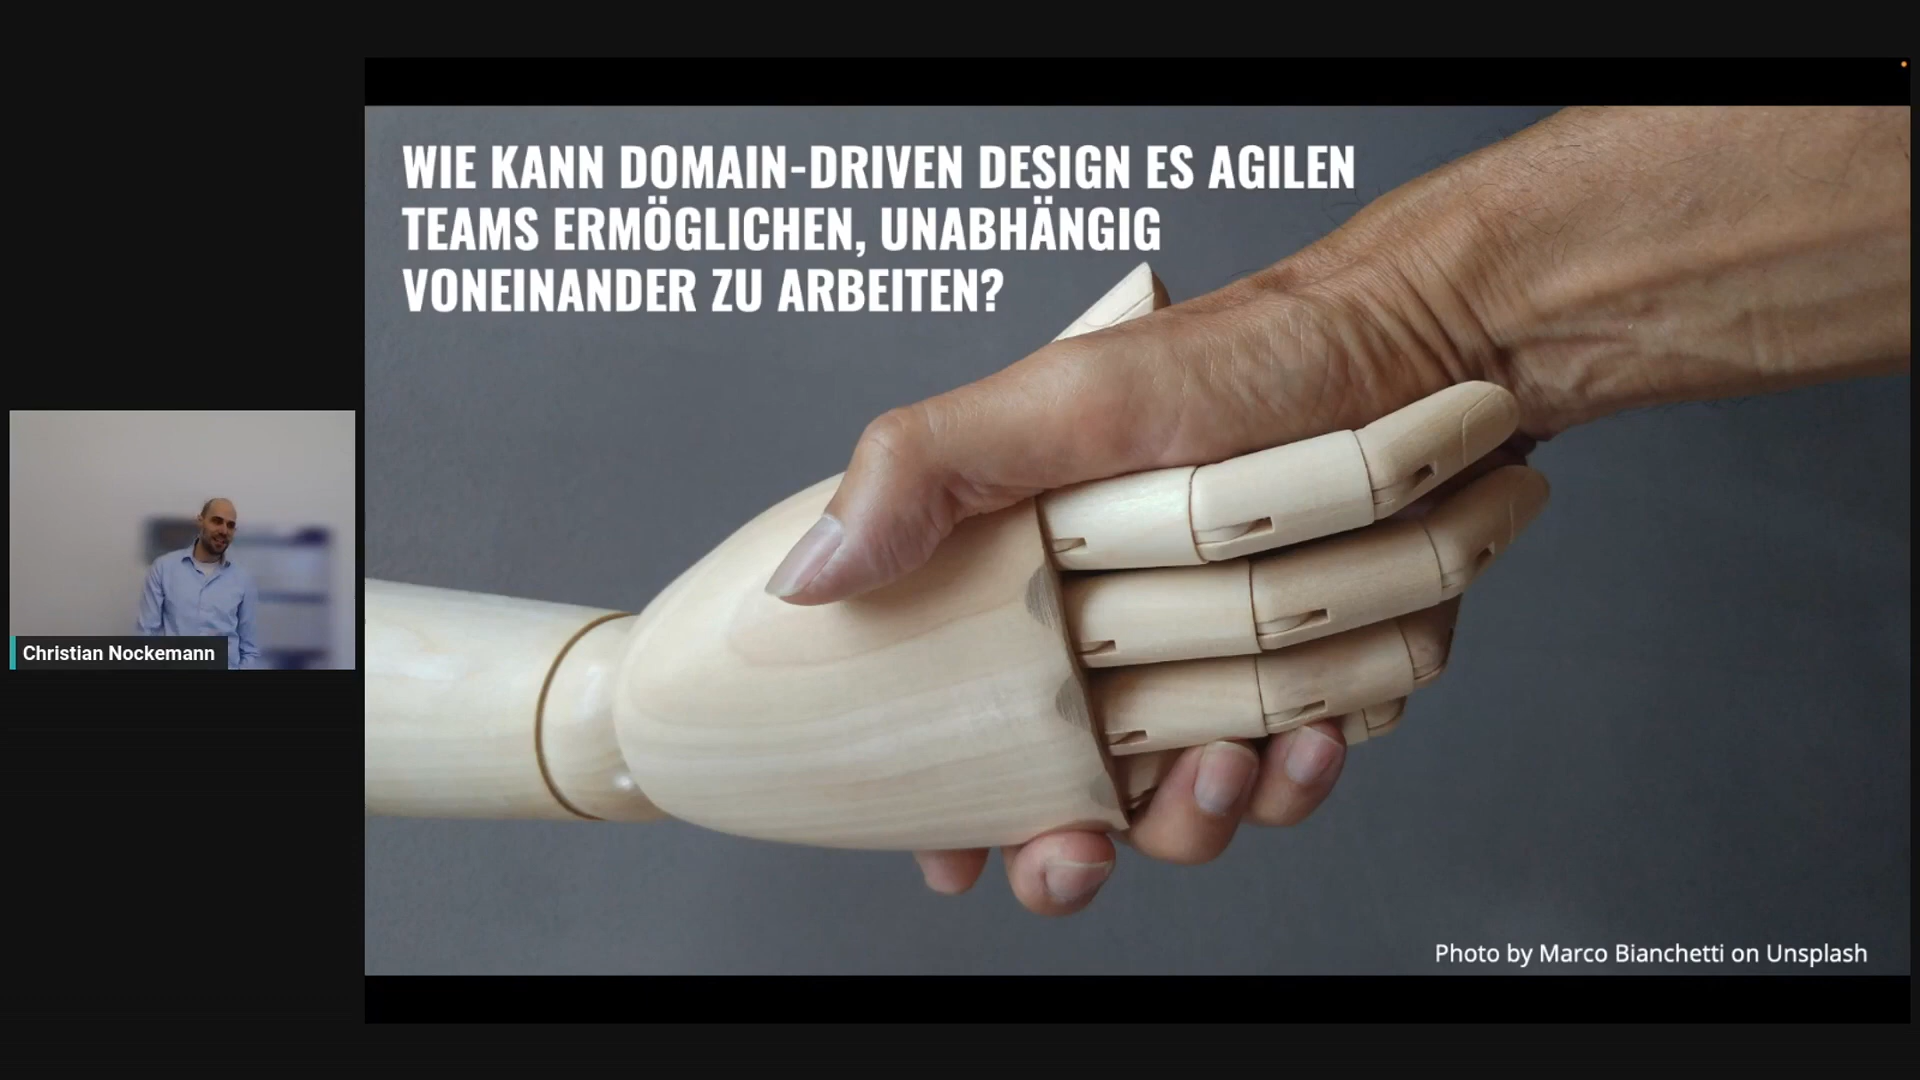 WIE KANN DOMAIN-DRIVEN DESIGN ES AGILEN
TEAMS ERMÖGLICHEN, UNABHÄNGIG
VONEINANDER ZU ARBEITEN?
Christian Nockemann
Photo by Marco Bianchetti on Unsplash